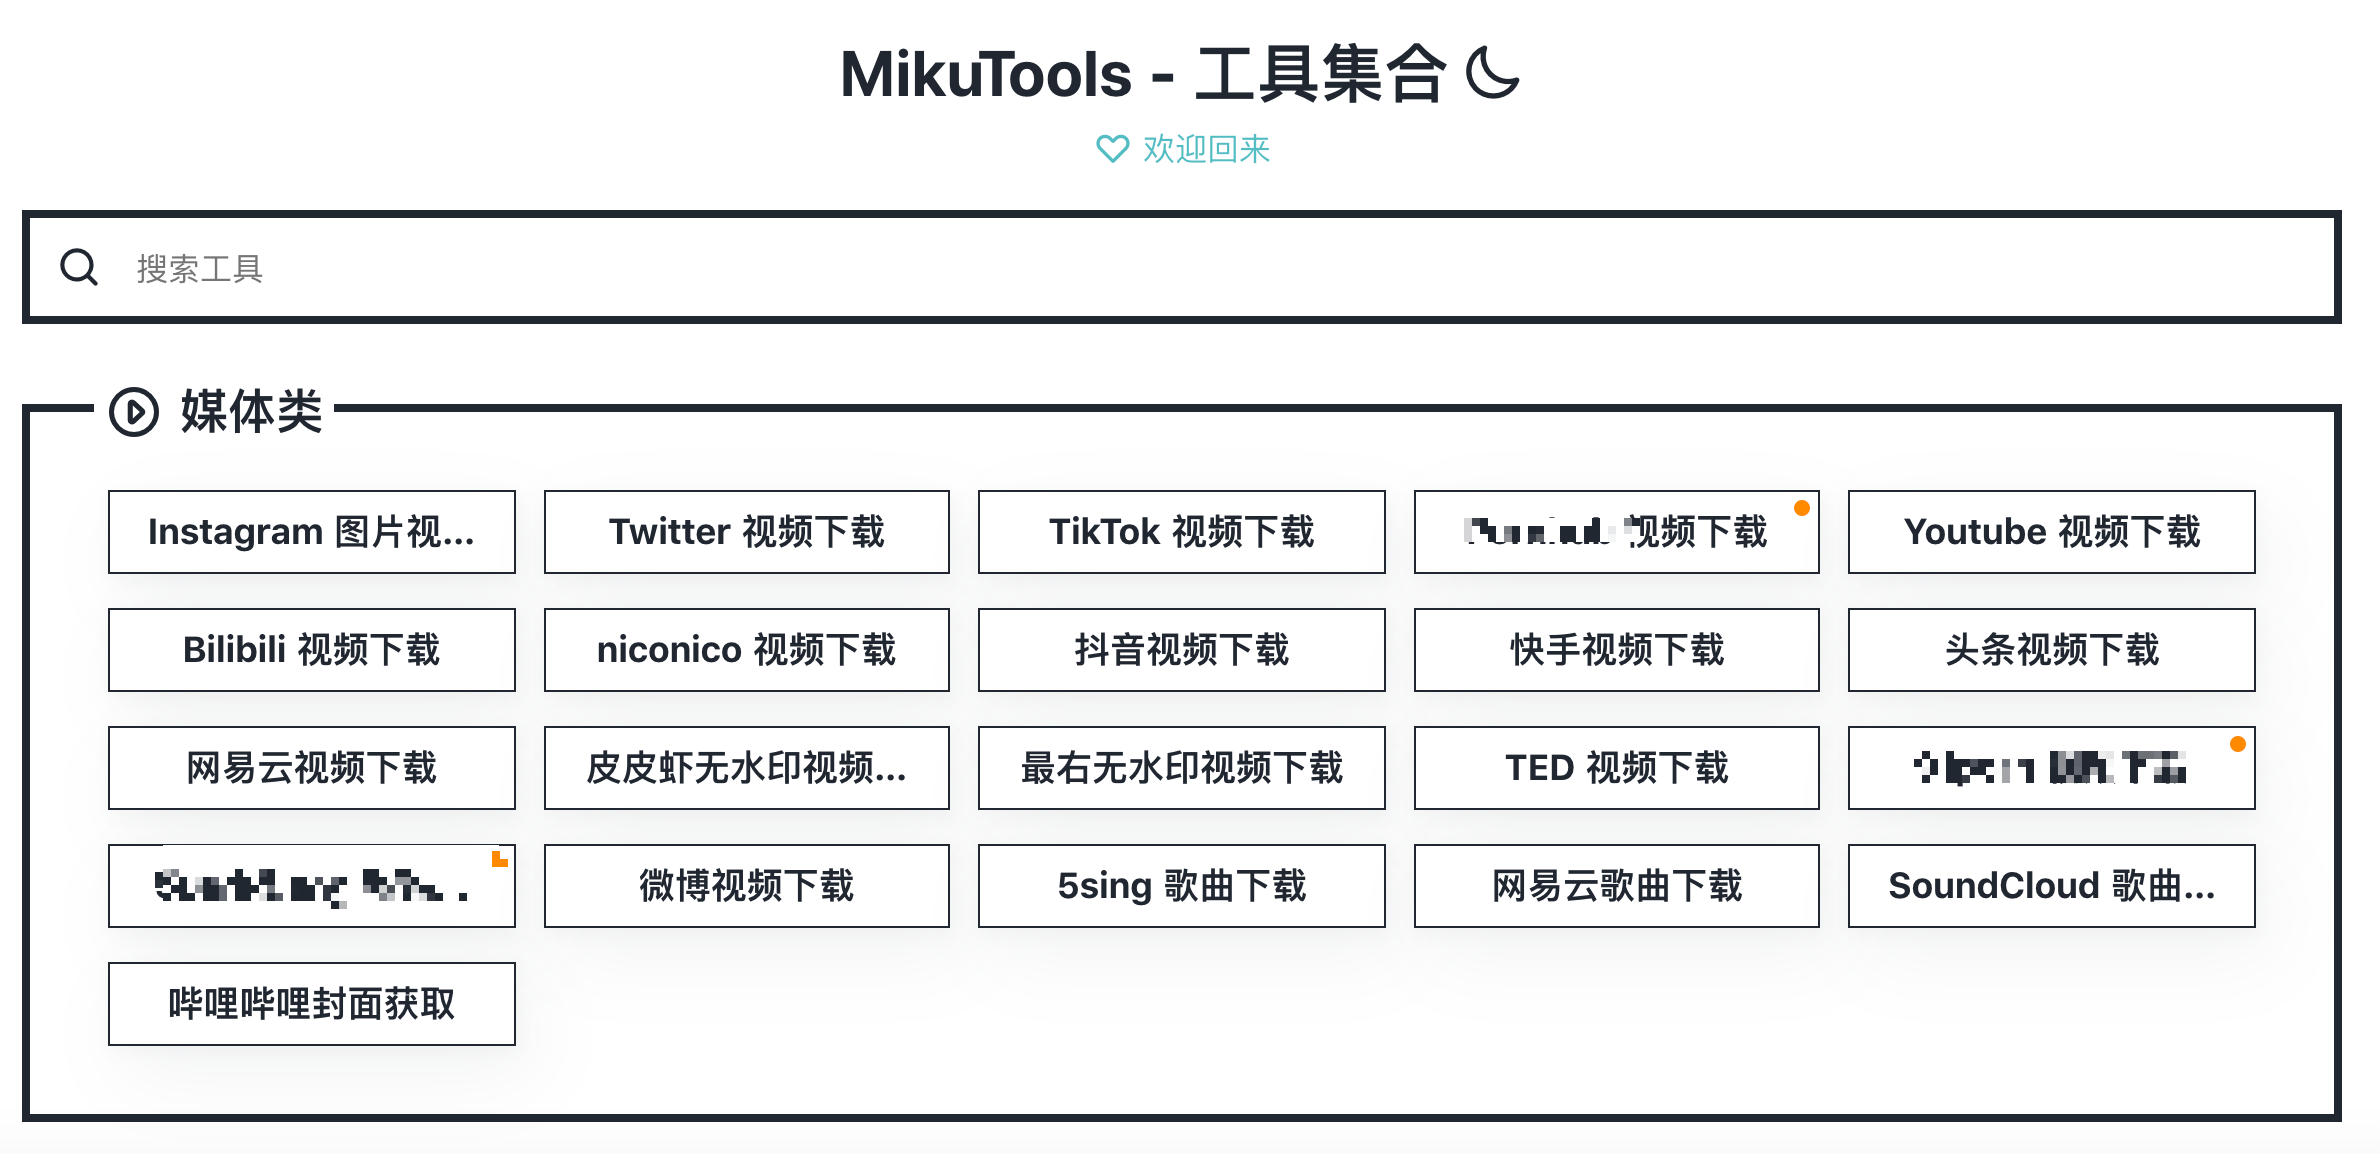 MikuTools - 工具集合
欢迎回来
搜索工具
媒体类
Instagram 图片视...
Twitter 视频下载
TikTok 视频下载
视频下载
Youtube 视频下载
Bilibili 视频下载
niconico 视频下载
抖音视频下载
快手视频下载
头条视频下载
网易云视频下载
皮皮虾无水印视频...
最右无水印视频下载
TED 视频下载
微博视频下载
5sing 歌曲下载
网易云歌曲下载
SoundCloud 歌曲...
哔哩哔哩封面获取